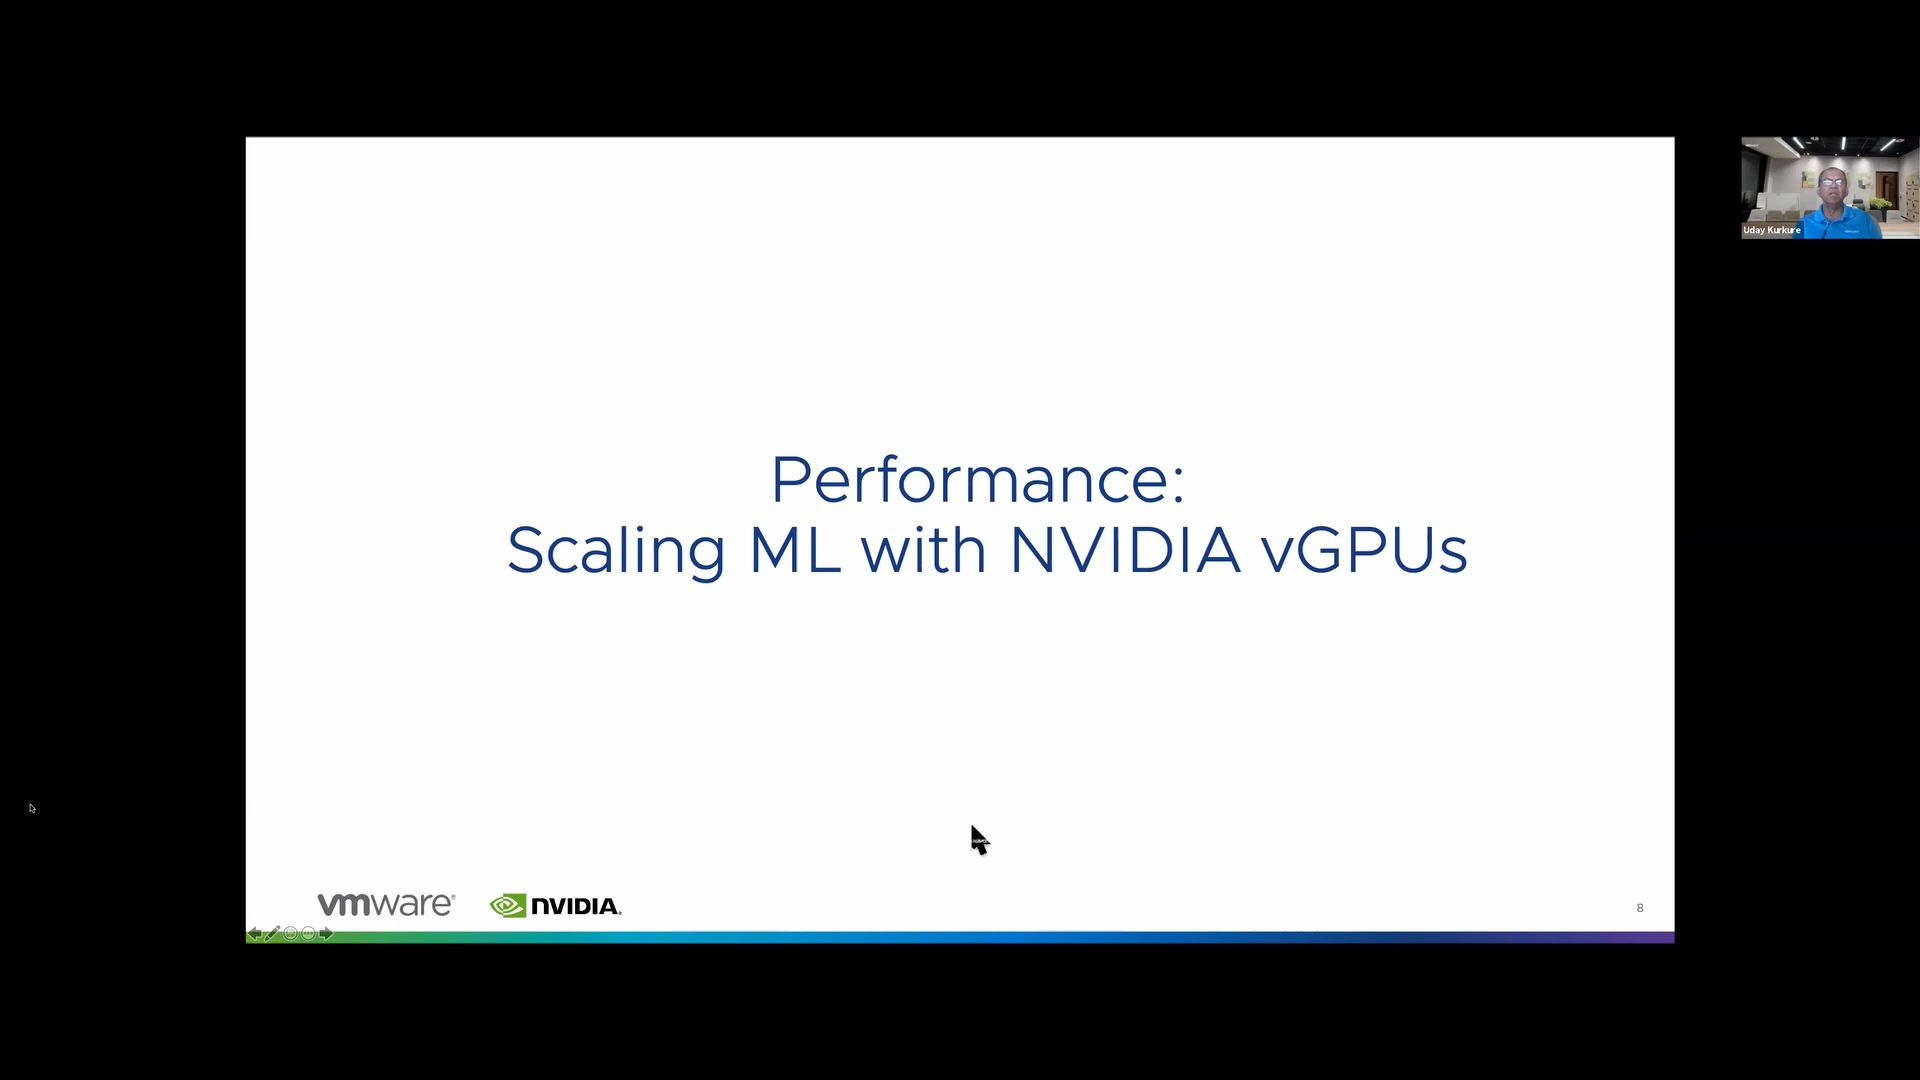 Performance:
Scaling ML with NVIDIA vGPUs
Uday Kurkure
vmware®
NVIDIA.
8